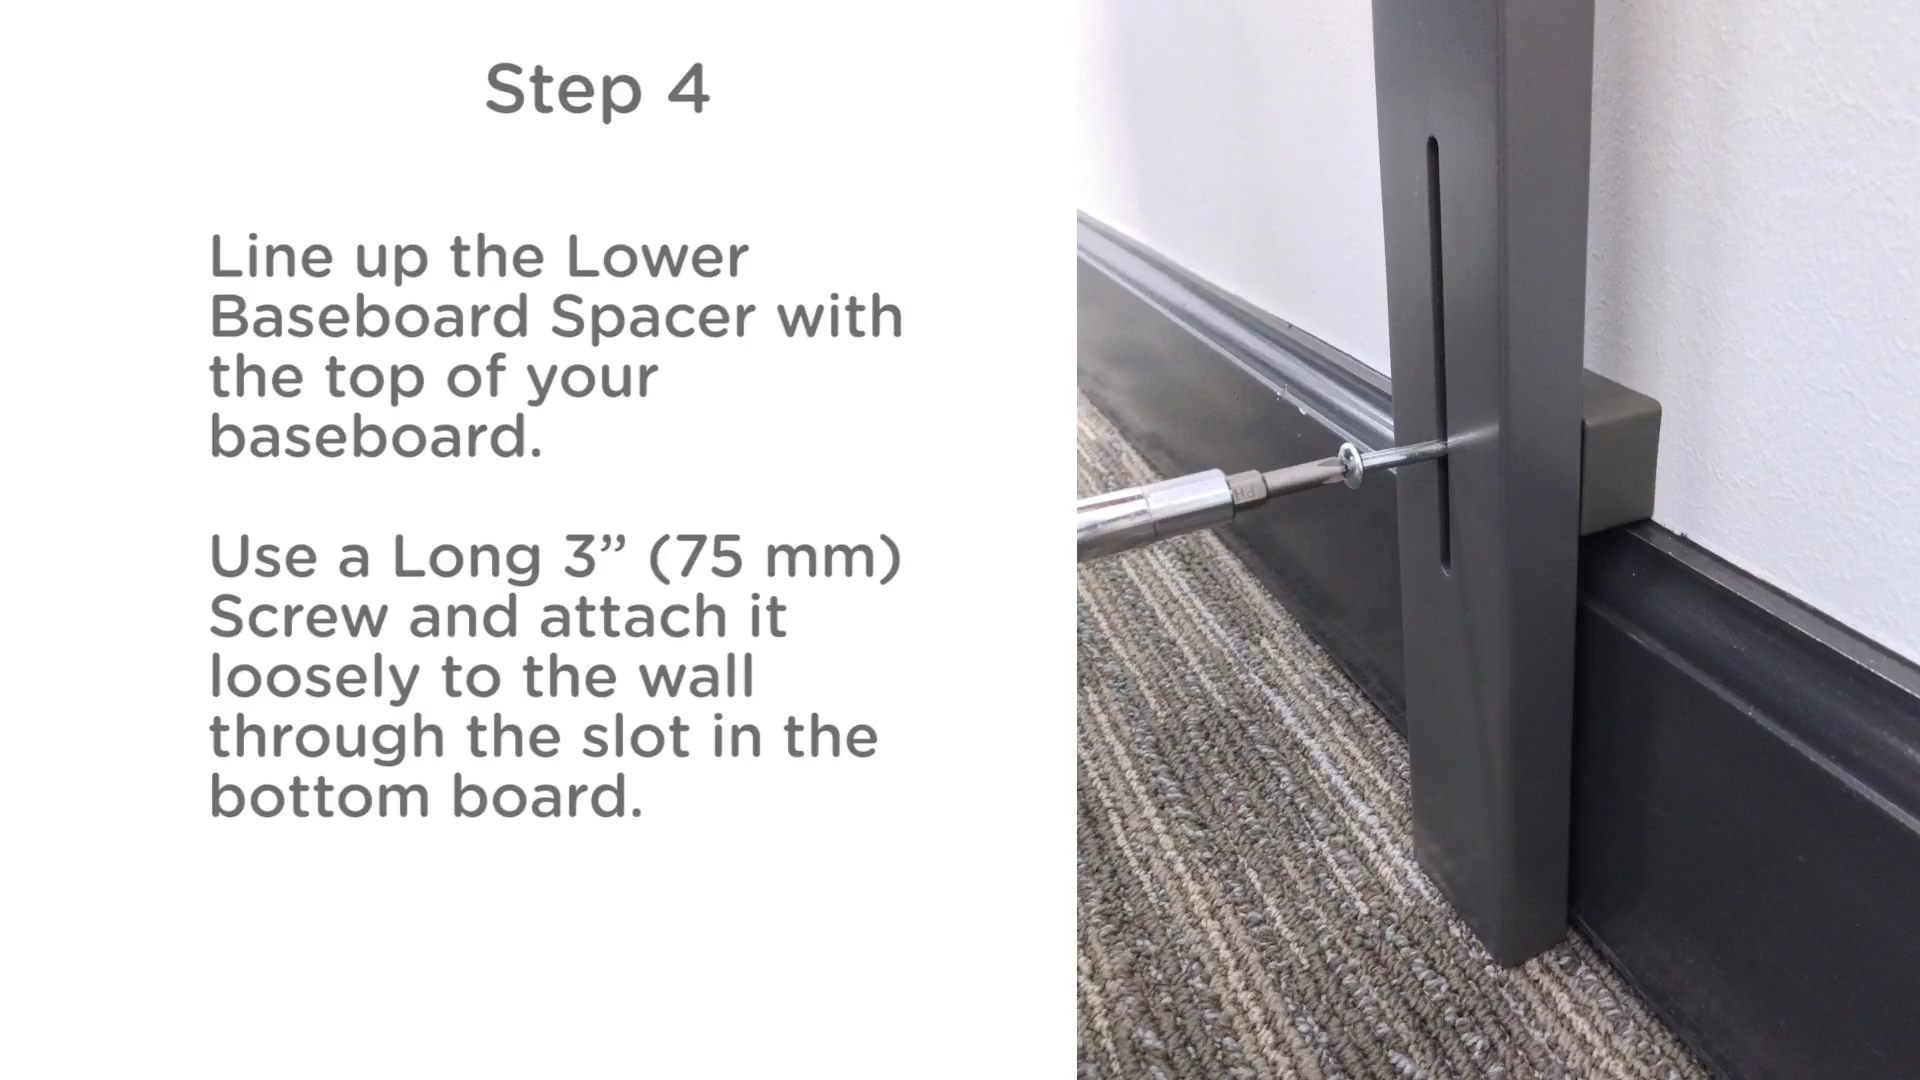 Step 4
Line up the Lower
Baseboard Spacer with
the top of your
baseboard.
Use a Long 3” (75 mm)
Screw and attach it
loosely to the wall
through the slot in the
bottom board.
PH